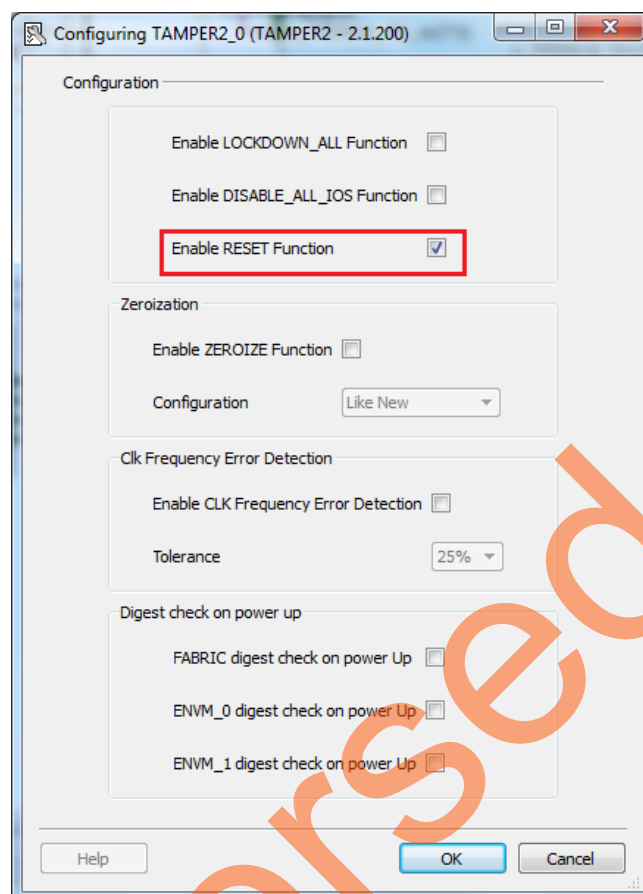 Configuring TAMPER2_0 (TAMPER2 - 2.1.200)
Configuration
Enable LOCKDOWN_ALL Function
Enable DISABLE_ALL_IOS Function
Enable RESET Function
Zeroization
Enable ZEROIZE Function
Configuration Like New
Clk Frequency Error Detection
Enable CLK Frequency Error Detection
Tolerance 25%
Digest check on power up
FABRIC digest check on power Up
ENVM_0 digest check on power Up
ENVM_1 digest check on power Up
Help OK Cancel
rsed